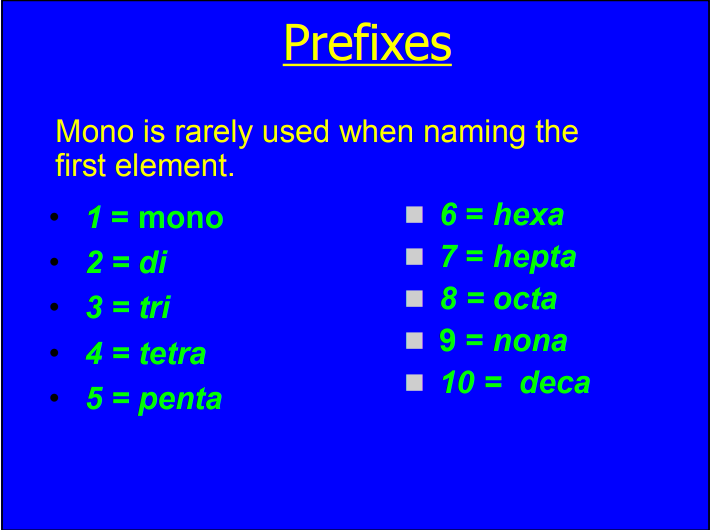 Prefixes
Mono is rarely used when naming the
first element.
• 1 = mono
• 2 = di
• 3 = tri
• 4 = tetra
• 5 = penta
■ 6 = hexa
■ 7 = hepta
■ 8 = octa
■ 9 = nona
■ 10 = deca